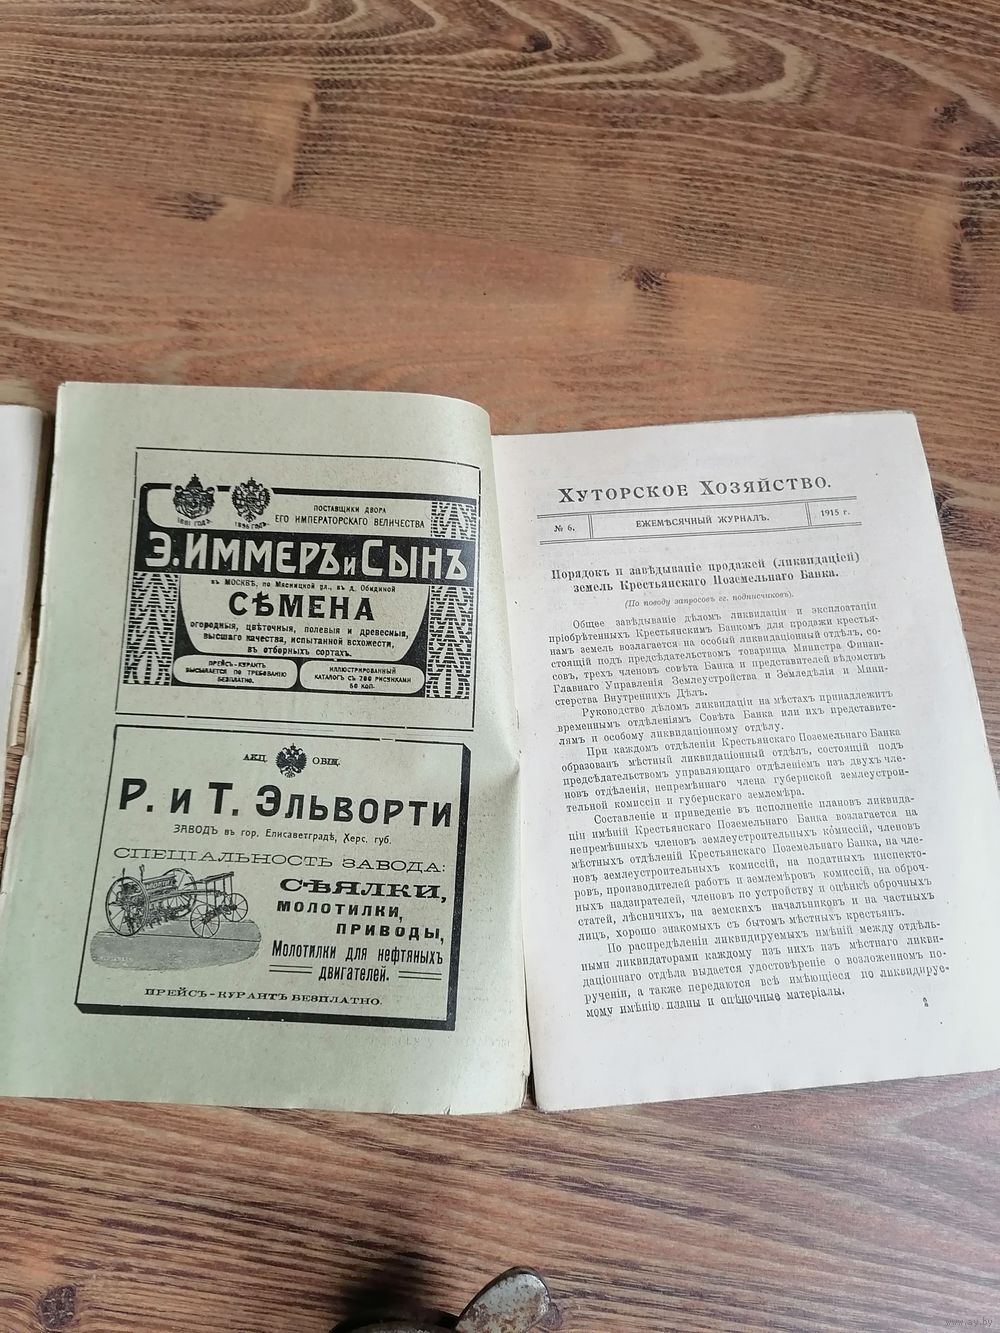 ПОСТАВЩИКИ ДВОРА
ЕГО ИМПЕРАТОРСКАГО ВЕЛИЧЕСТВА
1881 ГОДЪ.
1896 ГОДЪ.
Э. ИММЕРЪ и СЫНЪ
въ МОСКВѢ, по Мясницкой ул., въ д. Обидиной
СѢМЕНА
огородныя, цвѣточныя, полевыя и древесныя,
высшаго качества, испытанной всхожести,
въ отборныхъ сортахъ.
ПРЕЙСЪ-КУРАНТ
ВЫСЫЛАЕТСЯ ПО ТРЕБОВАНІЮ
БЕЗПЛАТНО.
ИЛЛЮСТРИРОВАННЫЙ
КАТАЛОГЪ СЪ 700 РИСУНКАМИ
50 КОП.
АКЦ. ОБЩ.
Р. и Т. ЭЛЬВОРТИ
ЗАВОДЪ въ гор. Елисаветградѣ, Херс. губ.
СПЕЦІАЛЬНОСТЬ ЗАВОДА:
СѢЯЛКИ,
МОЛОТИЛКИ,
ПРИВОДЫ,
Молотилки для нефтяныхъ
двигателей.
ПРЕЙСЪ-КУРАНТЪ БЕЗПЛАТНО.
ХУТОРСКОЕ ХОЗЯЙСТВО.
№ 6.
ЕЖЕМѢСЯЧНЫЙ ЖУРНАЛЪ.
1915 г.
Порядокъ и завѣдываніе продажей (ликвидаціей)
земель Крестьянскаго Поземельнаго Банка.
(По поводу запросовъ гг. подписчиковъ).
Общее завѣдываніе дѣломъ ликвидаціи и эксплоатаціи
пріобрѣтенныхъ Крестьянскимъ Банкомъ для продажи крестья-
намъ земель возлагается на особый ликвидаціонный отдѣлъ, со-
стоящій подъ предсѣдательствомъ товарища Министра Финан-
совъ, трехъ членовъ совѣта Банка и представителей вѣдомствъ
Главнаго Управленія Землеустройства и Земледѣлія и Мини-
стерства Внутреннихъ Дѣлъ.
Руководство дѣломъ ликвидаціи на мѣстахъ принадлежитъ
временнымъ отдѣленіямъ Совѣта Банка или ихъ представите-
лямъ и особому ликвидаціонному отдѣлу.
При каждомъ отдѣленіи Крестьянскаго Поземельнаго Банка
образованъ мѣстный ликвидаціонный отдѣлъ, состоящій подъ
предсѣдательствомъ управляющаго отдѣленіемъ изъ двухъ чле-
новъ отдѣленія, непремѣннаго члена губернской землеустрои-
тельной комиссіи и губернскаго землемѣра.
Составленіе и приведеніе въ исполненіе плановъ ликвида-
ціи имѣній Крестьянскаго Поземельнаго Банка возлагается на
непремѣнныхъ членовъ землеустроительныхъ комиссій, членовъ
мѣстныхъ отдѣленій Крестьянскаго Поземельнаго Банка, на чле-
новъ землеустроительныхъ комиссій, на податныхъ инспекто-
ровъ, производителей работъ и землемѣровъ комиссій, на оброч-
ныхъ надзирателей, членовъ по устройству и оцѣнкѣ оброчныхъ
статей, лѣсничихъ, на земскихъ начальниковъ и на частныхъ
лицъ, хорошо знакомыхъ съ бытомъ мѣстныхъ крестьянъ.
По распредѣленіи ликвидируемыхъ имѣній между отдѣль-
ными ликвидаторами каждому изъ нихъ изъ мѣстнаго ликви-
даціоннаго отдѣла выдается удостовѣреніе о возложенномъ по-
рученіи, а также передаются всѣ имѣющіеся по ликвидируе-
мому имѣнію планы и оцѣночные матеріалы.
www.ay.by